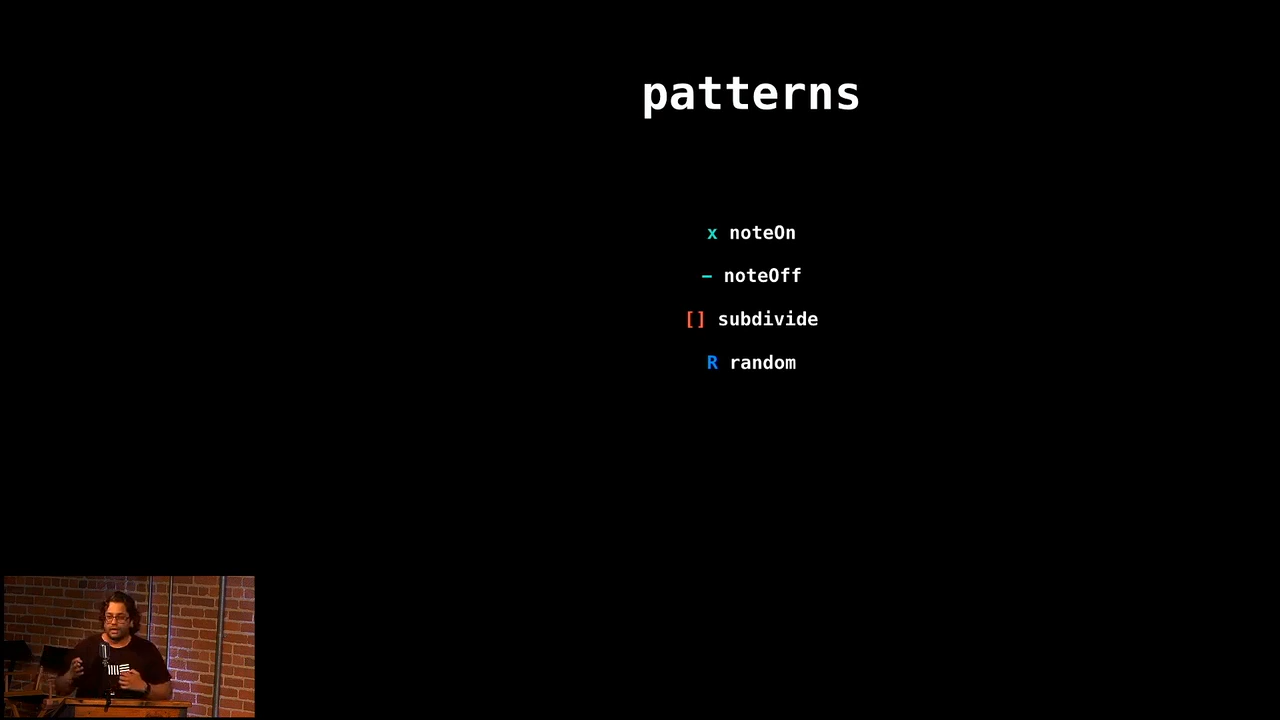 patterns
x noteOn
– noteOff
[] subdivide
R random